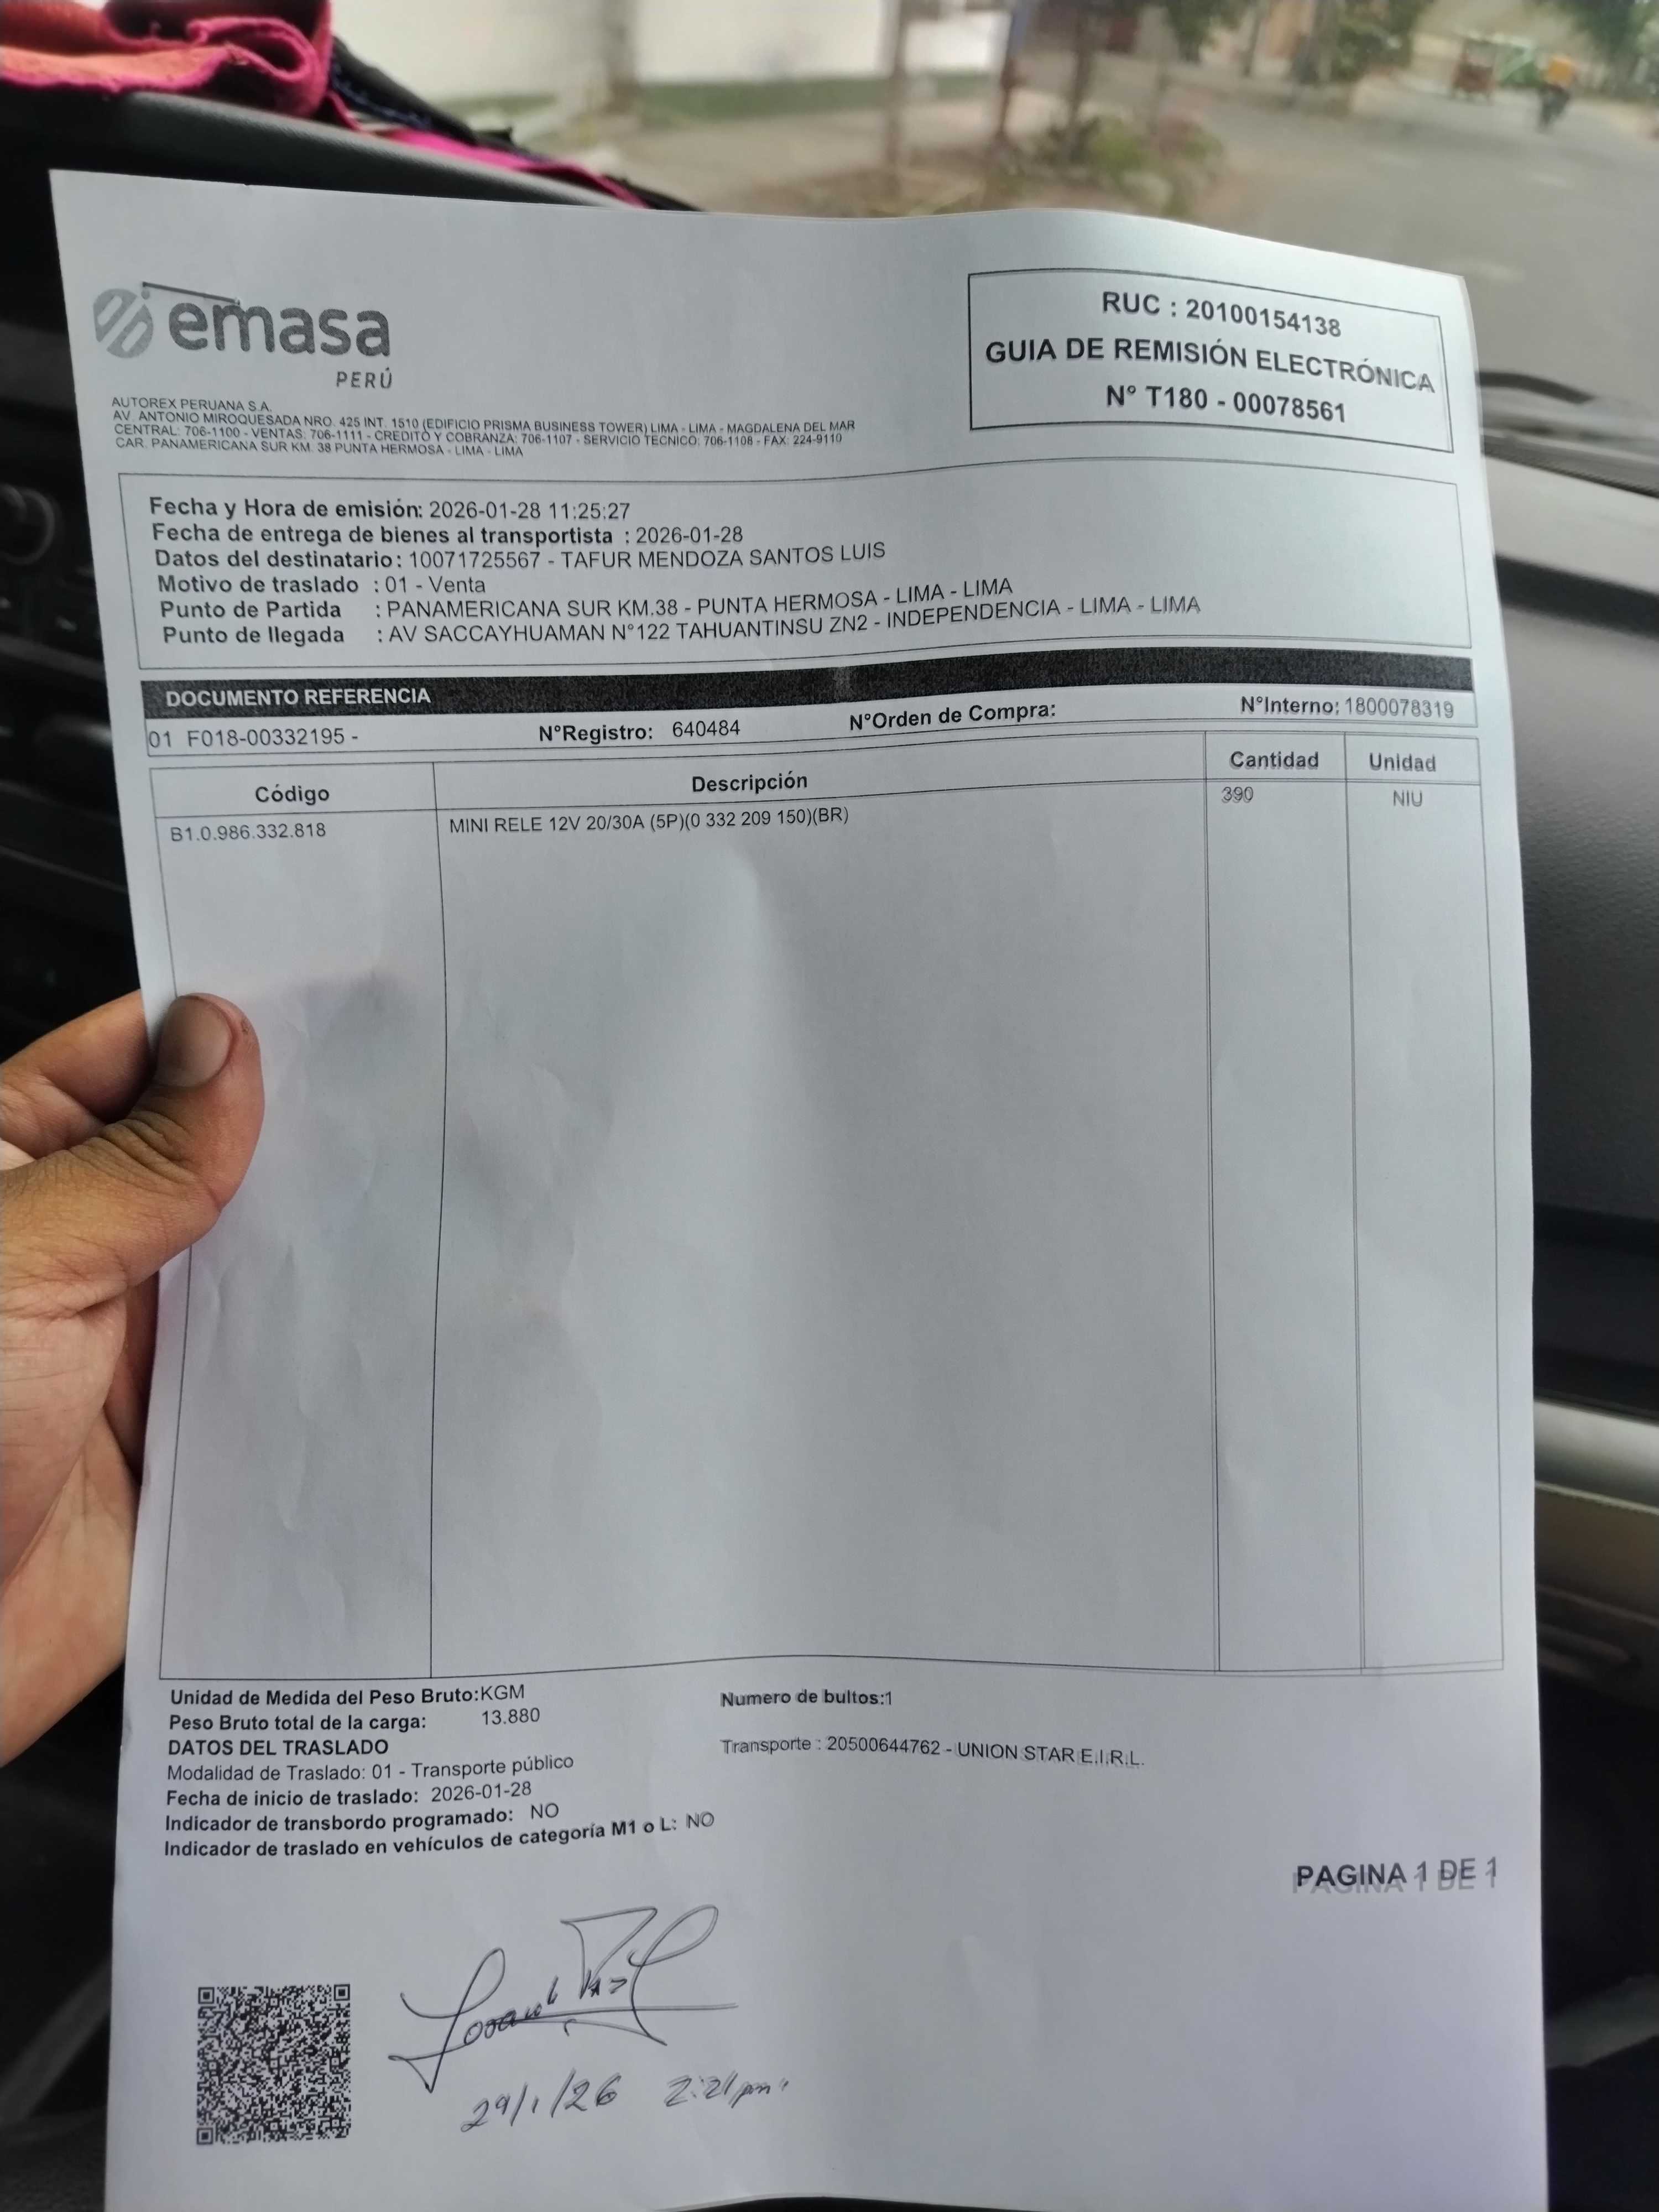 emasa
PERÚ
RUC : 20100154138
GUIA DE REMISIÓN ELECTRÓNICA
N° T180 - 00078561
AUTOREX PERUANA S.A.
AV. ANTONIO MIROQUESADA NRO. 425 INT. 1510 (EDIFICIO PRISMA BUSINESS TOWER) LIMA - LIMA - MAGDALENA DEL MAR
CENTRAL: 706-1100 - VENTAS: 706-1111 - CREDITO Y COBRANZA: 706-1107 - SERVICIO TECNICO: 706-1108 - FAX: 224-9110
CAR. PANAMERICANA SUR KM. 38 PUNTA HERMOSA - LIMA - LIMA
Fecha y Hora de emisión: 2026-01-28 11:25:27
Fecha de entrega de bienes al transportista : 2026-01-28
Datos del destinatario: 10071725567 - TAFUR MENDOZA SANTOS LUIS
Motivo de traslado : 01 - Venta
Punto de Partida : PANAMERICANA SUR KM.38 - PUNTA HERMOSA - LIMA - LIMA
Punto de llegada : AV SACCAYHUAMAN N°122 TAHUANTINSU ZN2 - INDEPENDENCIA - LIMA - LIMA
DOCUMENTO REFERENCIA
01 F018-00332195 - N°Registro: 640484 N°Orden de Compra: N°Interno: 1800078319
Código Descripción Cantidad Unidad
B1.0.986.332.818 MINI RELE 12V 20/30A (5P)(0 332 209 150)(BR) 390 NIU
Unidad de Medida del Peso Bruto:KGM Numero de bultos:1
Peso Bruto total de la carga: 13.880
DATOS DEL TRASLADO Transporte : 20500644762 - UNION STAR E.I.R.L.
Modalidad de Traslado: 01 - Transporte público
Fecha de inicio de traslado: 2026-01-28
Indicador de transbordo programado: NO
Indicador de traslado en vehículos de categoría M1 o L: NO
PAGINA 1 DE 1
29/1/26 2:21pm